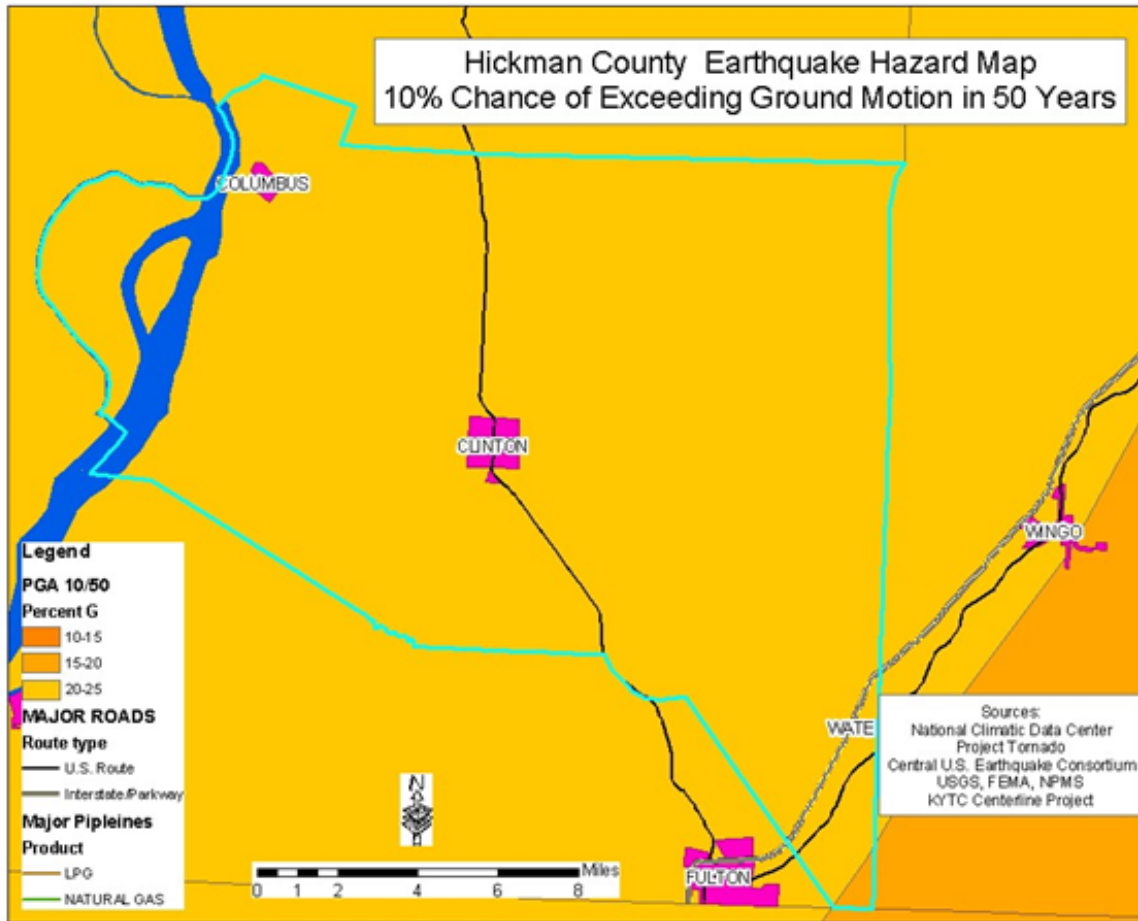 Hickman County  Earthquake Hazard Map
10% Chance of Exceeding Ground Motion in 50 Years
COLUMBUS
CLINTON
WINGO
WATE
FULTON
Legend
PGA 10/50
Percent G
10-15
15-20
20-25
MAJOR ROADS
Route type
U.S. Route
Interstate/Parkway
Major Pipleines
Product
LPG
NATURAL GAS
N
Miles
0 1 2 4 6 8
Sources:
National Climatic Data Center
Project Tornado
Central U.S. Earthquake Consortium
USGS, FEMA, NPMS
KYTC Centerline Project